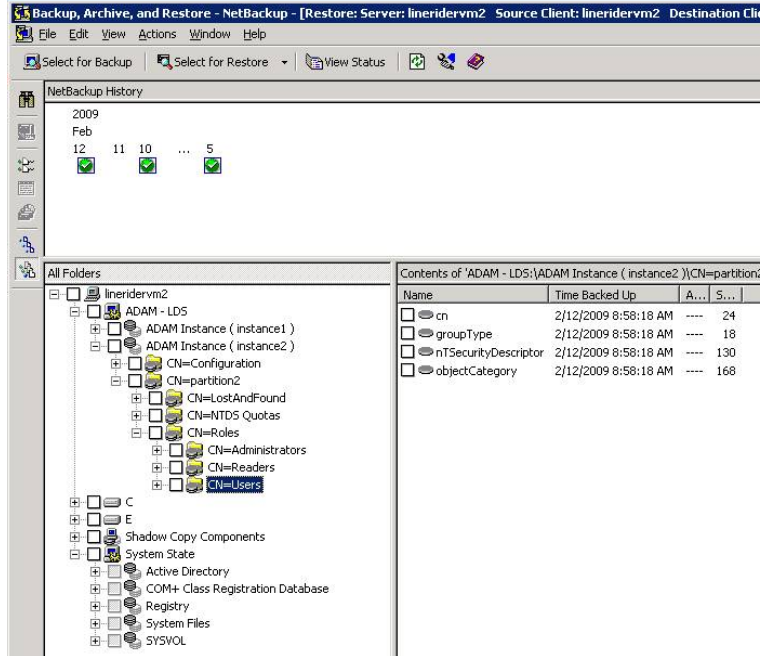 Backup, Archive, and Restore - NetBackup - [Restore: Server: lineridervm2 Source Client: lineridervm2 Destination Clie
File Edit View Actions Window Help
Select for Backup Select for Restore View Status
NetBackup History
2009
Feb
12 11 10 ... 5
All Folders
lineridervm2
ADAM - LDS
ADAM Instance ( instance1 )
ADAM Instance ( instance2 )
CN=Configuration
CN=partition2
CN=LostAndFound
CN=NTDS Quotas
CN=Roles
CN=Administrators
CN=Readers
CN=Users
C
E
Shadow Copy Components
System State
Active Directory
COM+ Class Registration Database
Registry
System Files
SYSVOL
Contents of 'ADAM - LDS:\ADAM Instance ( instance2 )\CN=partition2
Name Time Backed Up A... S...
cn 2/12/2009 8:58:18 AM ---- 24
groupType 2/12/2009 8:58:18 AM ---- 18
nTSecurityDescriptor 2/12/2009 8:58:18 AM ---- 130
objectCategory 2/12/2009 8:58:18 AM ---- 168